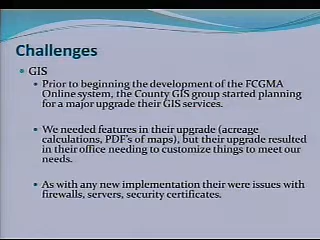 Challenges
GIS
Prior to beginning the development of the FCGMA
Online system, the County GIS group started planning
for a major upgrade their GIS services.
We needed features in their upgrade (acreage
calculations, PDF's of maps), but their upgrade resulted
in their office needing to customize things to meet our
needs.
As with any new implementation their were issues with
firewalls, servers, security certificates.